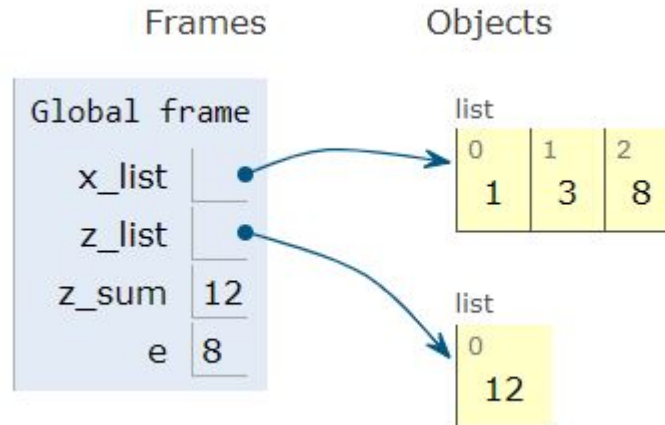 Frames Objects
Global frame
x_list
z_list
z_sum 12
e 8
list
0 1 2
1 3 8
list
0
12